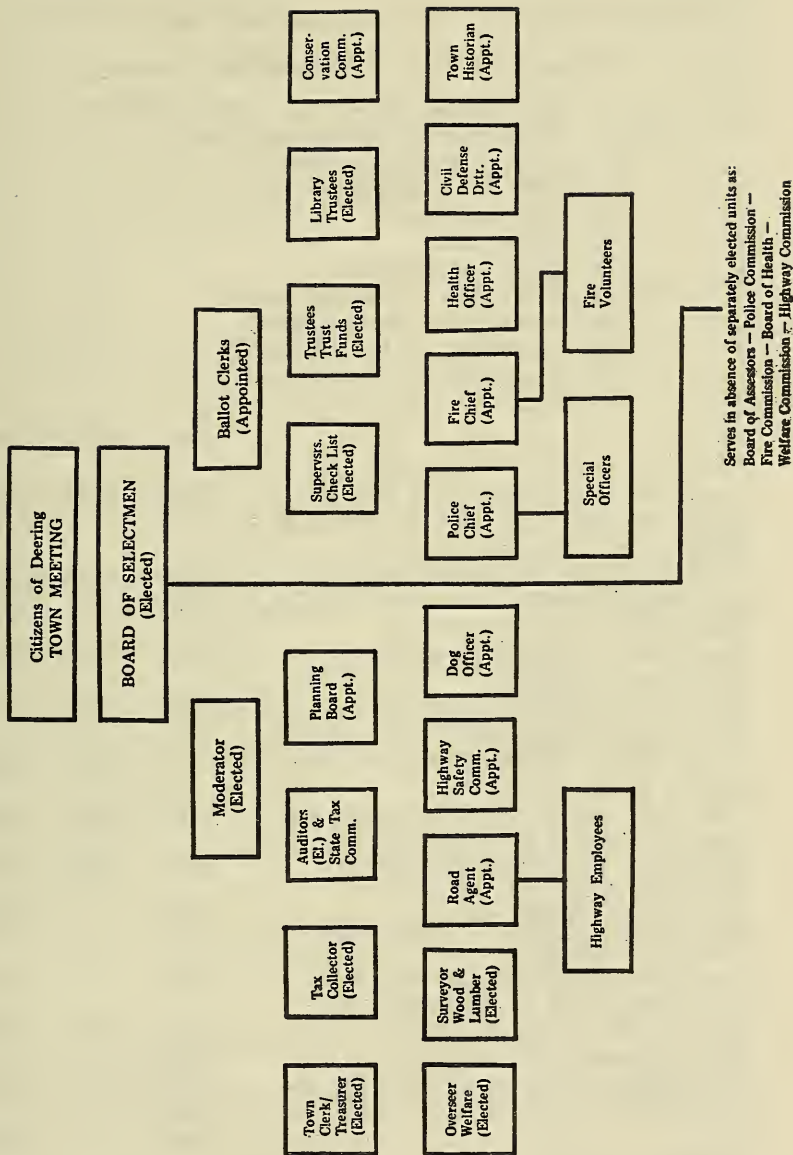 Citizens of Deering
TOWN MEETING
BOARD OF SELECTMEN
(Elected)
Moderator
(Elected)
Ballot Clerks
(Appointed)
Town
Clerk/
Treasurer
(Elected)
Tax
Collector
(Elected)
Auditors
(El.) &
State Tax
Comm.
Planning
Board
(Appt.)
Supervsrs.
Check List
(Elected)
Trustees
Trust
Funds
(Elected)
Library
Trustees
(Elected)
Conser-
vation
Comm.
(Appt.)
Overseer
Welfare
(Elected)
Surveyor
Wood &
Lumber
(Elected)
Road
Agent
(Appt.)
Highway
Safety
Comm.
(Appt.)
Dog
Officer
(Appt.)
Police
Chief
(Appt.)
Fire
Chief
(Appt.)
Health
Officer
(Appt.)
Civil
Defense
Drtr.
(Appt.)
Town
Historian
(Appt.)
Highway Employees
Special
Officers
Fire
Volunteers
Serves in absence of separately elected units as:
Board of Assessors — Police Commission —
Fire Commission — Board of Health —
Welfare Commission — Highway Commission